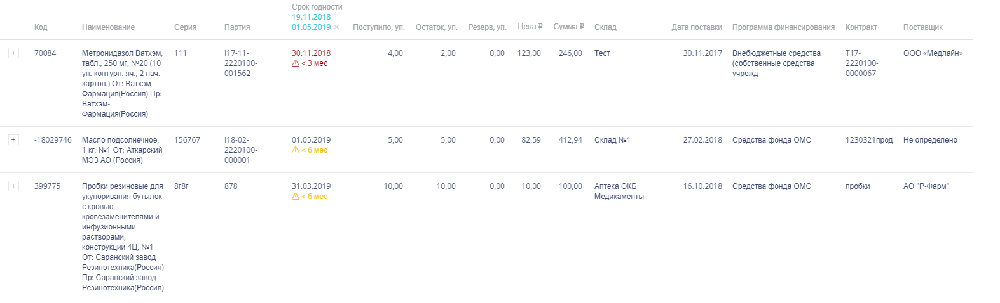 Срок годности
19.11.2018
01.05.2019 ×
Код Наименование Серия Партия Поступило, уп. Остаток, уп. Резерв, уп. Цена ₽ Сумма ₽ Склад Дата поставки Программа финансирования Контракт Поставщик
+ 70084 Метронидазол Ватхэм, 111 I17-11- 30.11.2018 4,00 2,00 0,00 123,00 246,00 Тест 30.11.2017 Внебюджетные средства T17- ООО «Медлайн»
табл., 250 мг, №20 (10 2220100- < 3 мес (собственные средства 2220100-
уп. контурн. яч., 2 пач. 001562 учрежд 0000067
картон.) От: Ватхэм-
Фармация(Россия) Пр:
Ватхэм-
Фармация(Россия)
+ -18029746 Масло подсолнечное, 156767 I18-02- 01.05.2019 5,00 5,00 0,00 82,59 412,94 Склад №1 27.02.2018 Средства фонда ОМС 1230321прод Не определено
1 кг, №1 От: Аткарский 2220100- < 6 мес
МЭЗ АО (Россия) 000001
+ 399775 Пробки резиновые для 8г8г 878 31.03.2019 10,00 10,00 0,00 10,00 100,00 Аптека ОКБ 16.10.2018 Средства фонда ОМС пробки АО "Р-Фарм"
укупоривания бутылок < 6 мес Медикаменты
с кровью,
кровезаменителями и
инфузионными
растворами,
конструкции 4Ц, №1
От: Саранский завод
Резинотехника(Россия)
Пр: Саранский завод
Резинотехника(Россия)